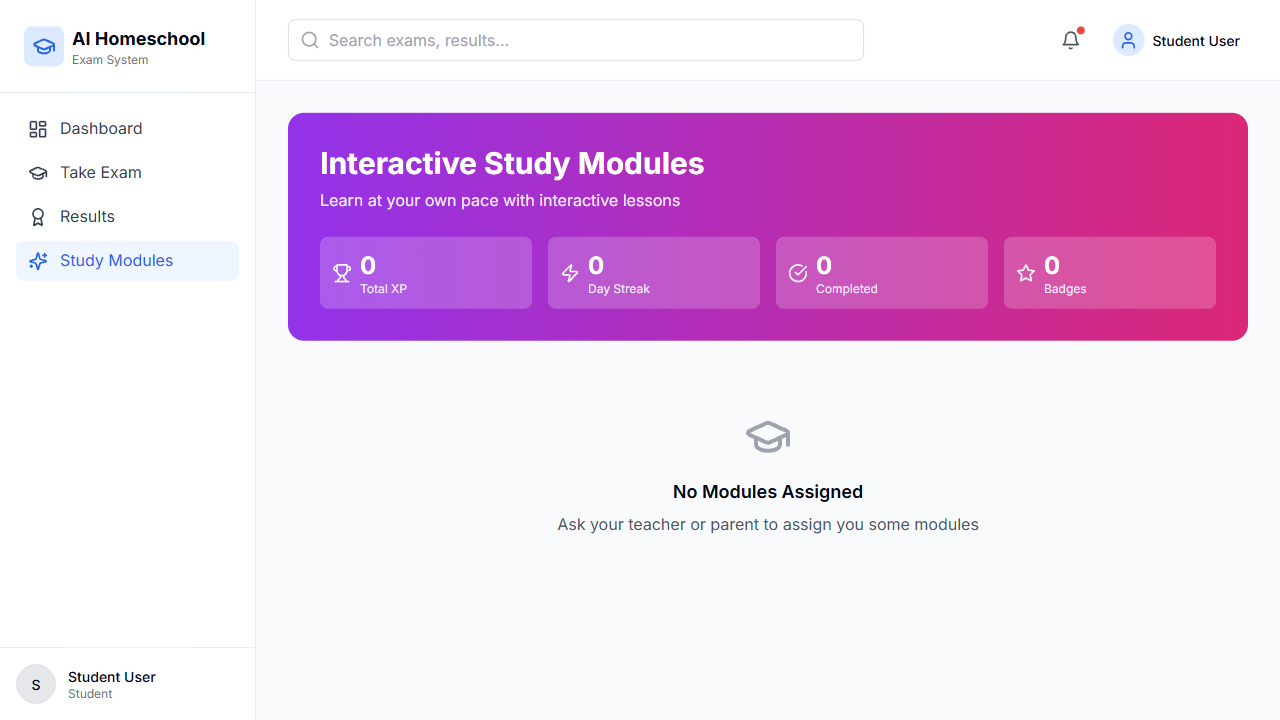 AI Homeschool
Exam System
Dashboard
Take Exam
Results
Study Modules
S
Student User
Student
Search exams, results...
Student User
Interactive Study Modules
Learn at your own pace with interactive lessons
0
Total XP
0
Day Streak
0
Completed
0
Badges
No Modules Assigned
Ask your teacher or parent to assign you some modules